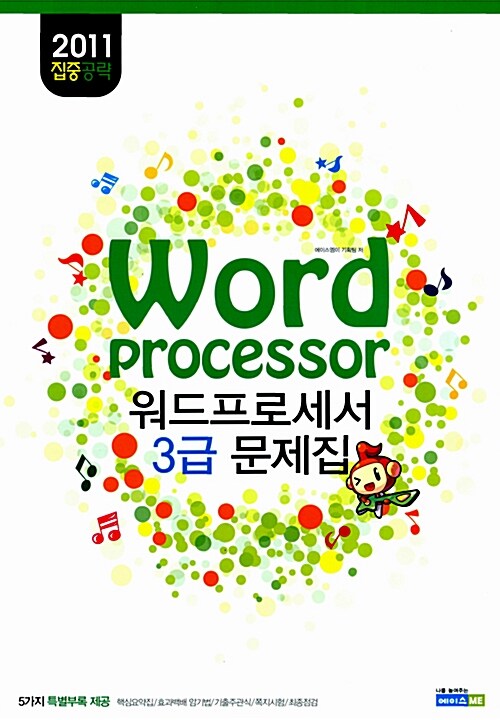 2011
집중공략
에이스엠이 기획팀 저
Word
processor
워드프로세서
3급 문제집
5가지 특별부록 제공 핵심요약집/효과백배 암기법/기출주관식/쪽지시험/최종점검
나를 높여주는
에이스 ME